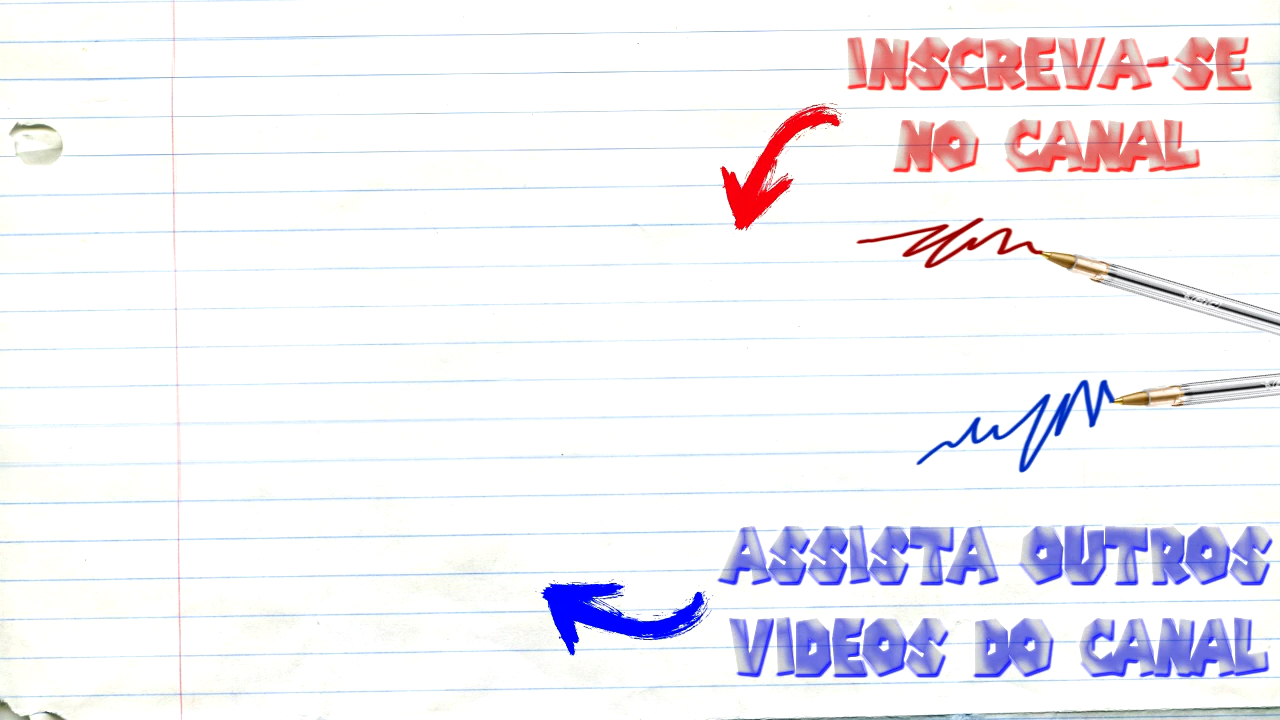 INSCREVA-SE
NO CANAL
ASSISTA OUTROS
VIDEOS DO CANAL